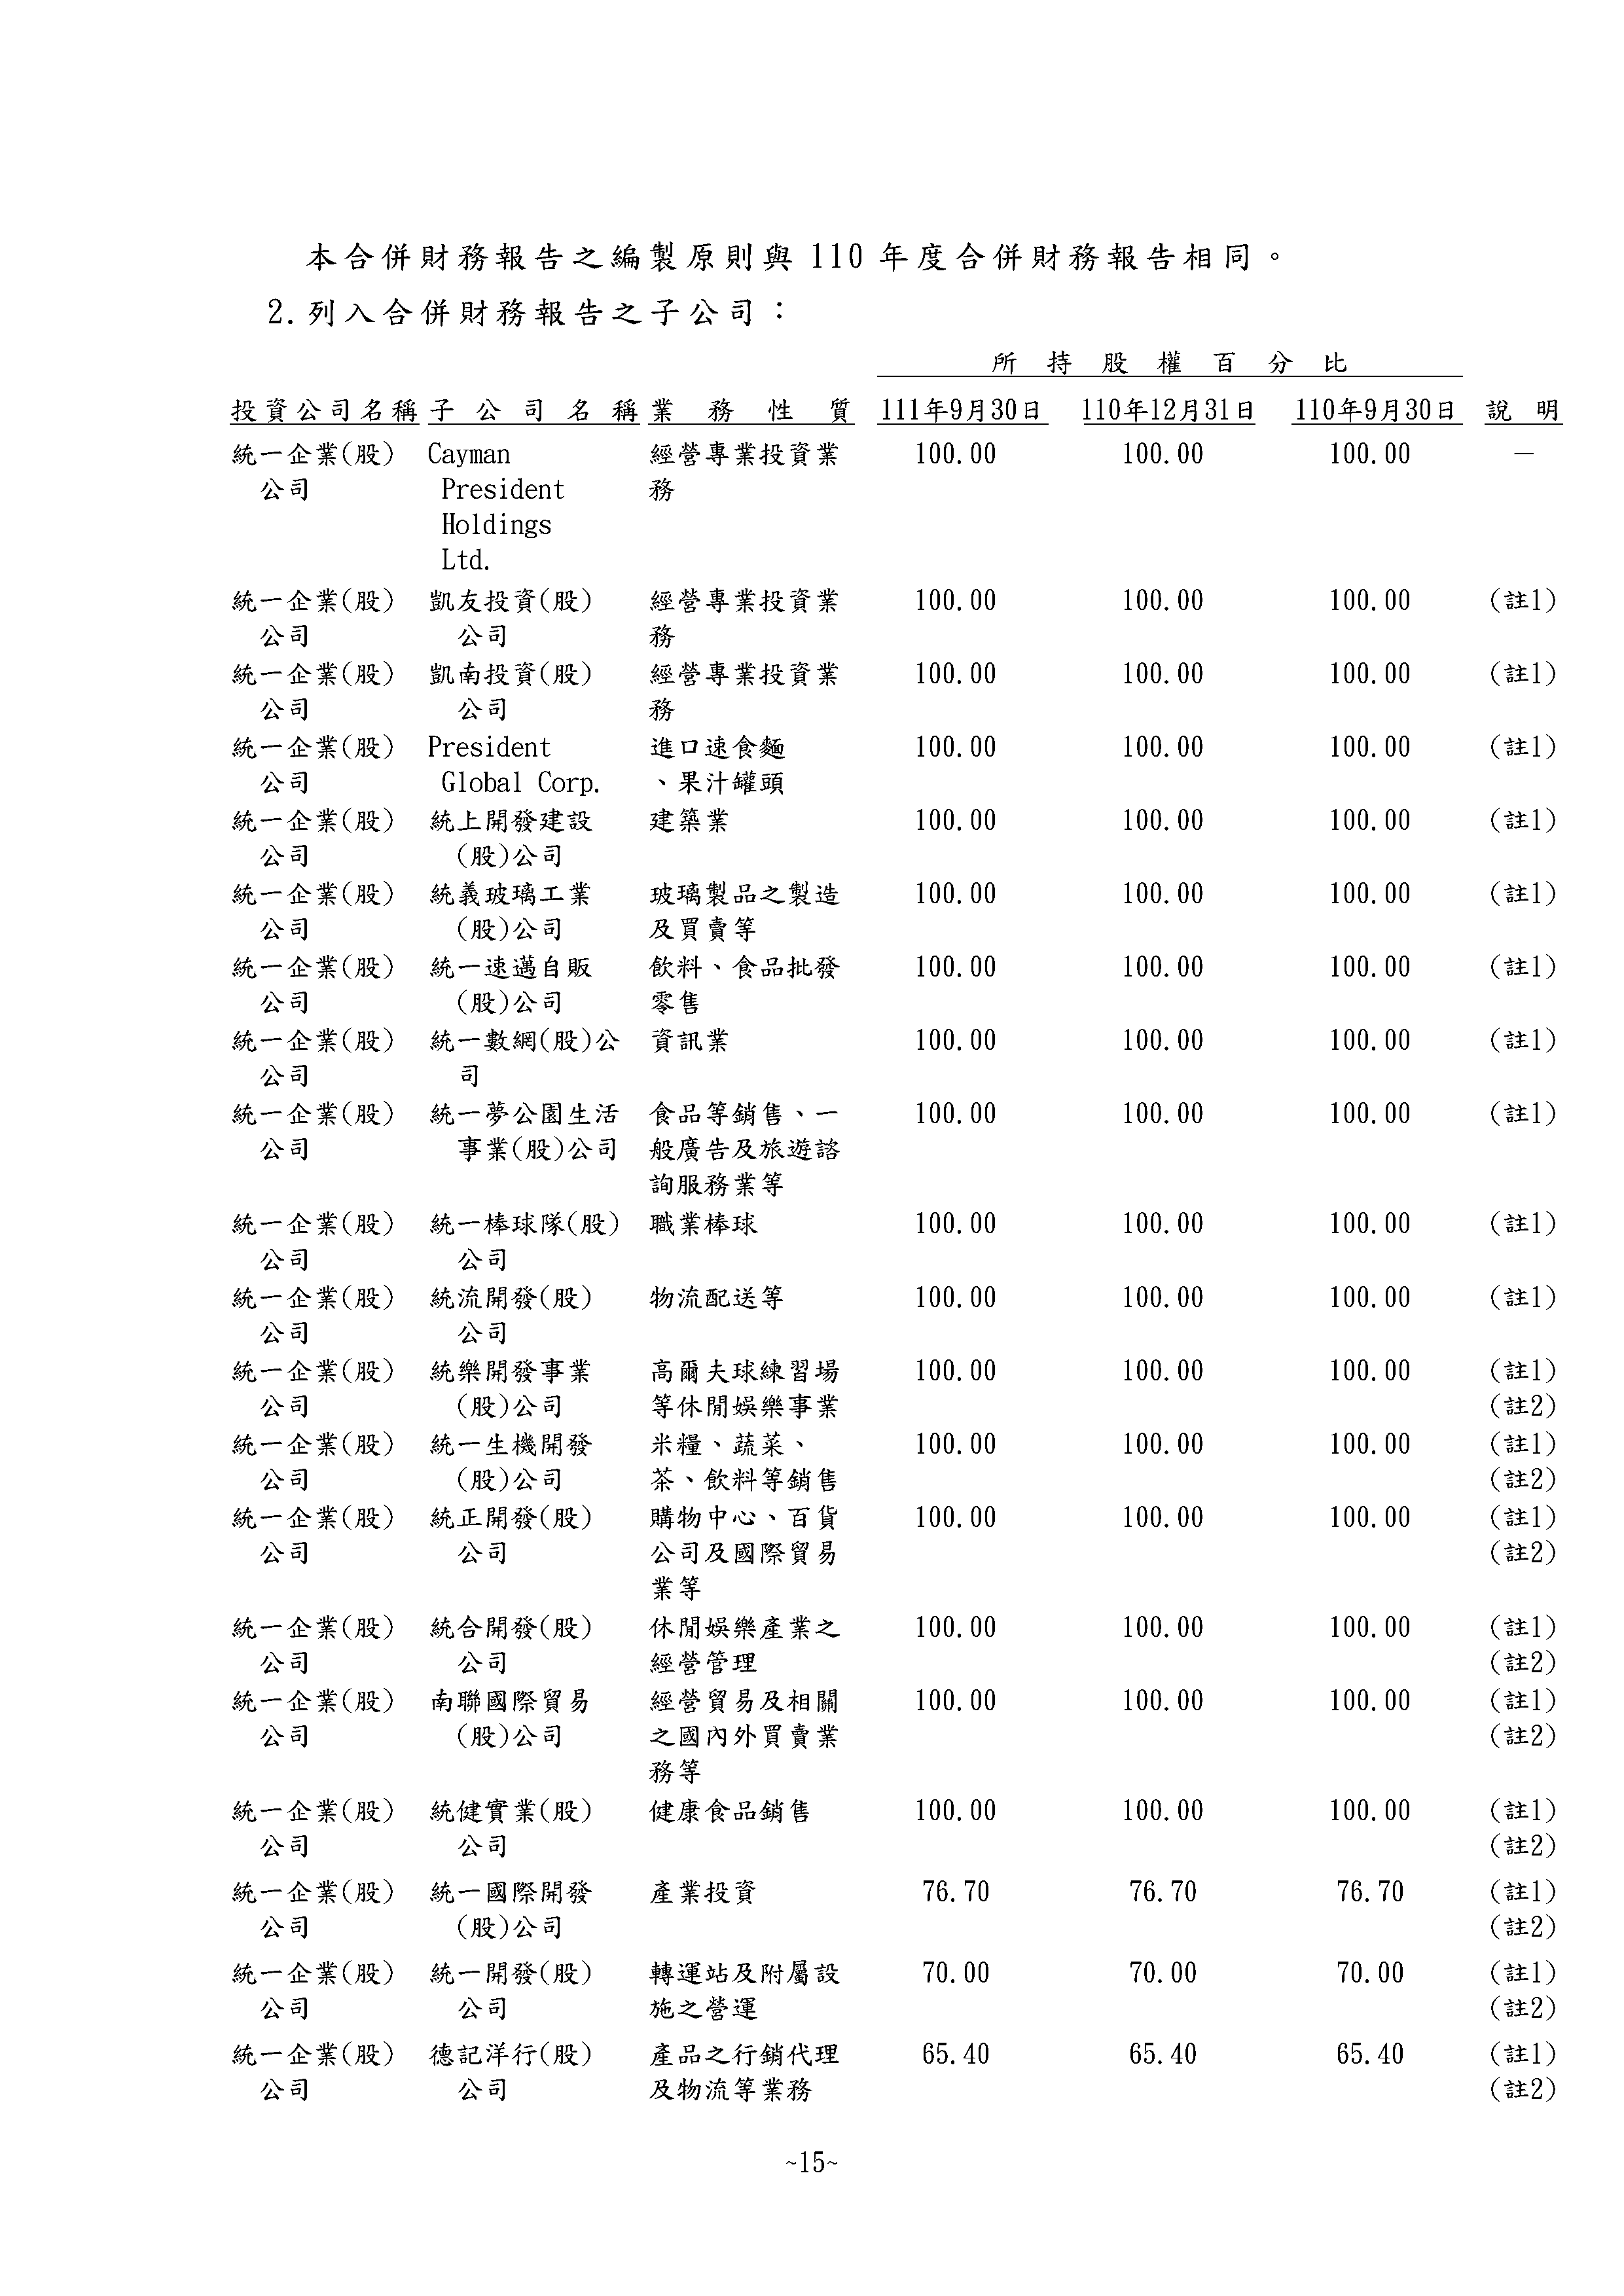 本合併財務報告之編製原則與 110 年度合併財務報告相同。
2.列入合併財務報告之子公司：
所持股權百分比
投資公司名稱 子公司名稱 業務性質 111年9月30日 110年12月31日 110年9月30日 說明
統一企業(股) Cayman 經營專業投資業 100.00 100.00 100.00 －
公司 President 務
Holdings
Ltd.
統一企業(股) 凱友投資(股) 經營專業投資業 100.00 100.00 100.00 (註1)
公司 公司 務
統一企業(股) 凱南投資(股) 經營專業投資業 100.00 100.00 100.00 (註1)
公司 公司 務
統一企業(股) President 進口速食麵 100.00 100.00 100.00 (註1)
公司 Global Corp. 、果汁罐頭
統一企業(股) 統上開發建設 建築業 100.00 100.00 100.00 (註1)
公司 (股)公司
統一企業(股) 統義玻璃工業 玻璃製品之製造 100.00 100.00 100.00 (註1)
公司 (股)公司 及買賣等
統一企業(股) 統一速邁自販 飲料、食品批發 100.00 100.00 100.00 (註1)
公司 (股)公司 零售
統一企業(股) 統一數網(股)公 資訊業 100.00 100.00 100.00 (註1)
公司 司
統一企業(股) 統一夢公園生活 食品等銷售、一 100.00 100.00 100.00 (註1)
公司 事業(股)公司 般廣告及旅遊諮
詢服務業等
統一企業(股) 統一棒球隊(股) 職業棒球 100.00 100.00 100.00 (註1)
公司 公司
統一企業(股) 統流開發(股) 物流配送等 100.00 100.00 100.00 (註1)
公司 公司
統一企業(股) 統樂開發事業 高爾夫球練習場 100.00 100.00 100.00 (註1)
公司 (股)公司 等休閒娛樂事業 (註2)
統一企業(股) 統一生機開發 米糧、蔬菜、 100.00 100.00 100.00 (註1)
公司 (股)公司 茶、飲料等銷售 (註2)
統一企業(股) 統正開發(股) 購物中心、百貨 100.00 100.00 100.00 (註1)
公司 公司 公司及國際貿易 (註2)
業等
統一企業(股) 統合開發(股) 休閒娛樂產業之 100.00 100.00 100.00 (註1)
公司 公司 經營管理 (註2)
統一企業(股) 南聯國際貿易 經營貿易及相關 100.00 100.00 100.00 (註1)
公司 (股)公司 之國內外買賣業 (註2)
務等
統一企業(股) 統健實業(股) 健康食品銷售 100.00 100.00 100.00 (註1)
公司 公司 (註2)
統一企業(股) 統一國際開發 產業投資 76.70 76.70 76.70 (註1)
公司 (股)公司 (註2)
統一企業(股) 統一開發(股) 轉運站及附屬設 70.00 70.00 70.00 (註1)
公司 公司 施之營運 (註2)
統一企業(股) 德記洋行(股) 產品之行銷代理 65.40 65.40 65.40 (註1)
公司 公司 及物流等業務 (註2)
~15~